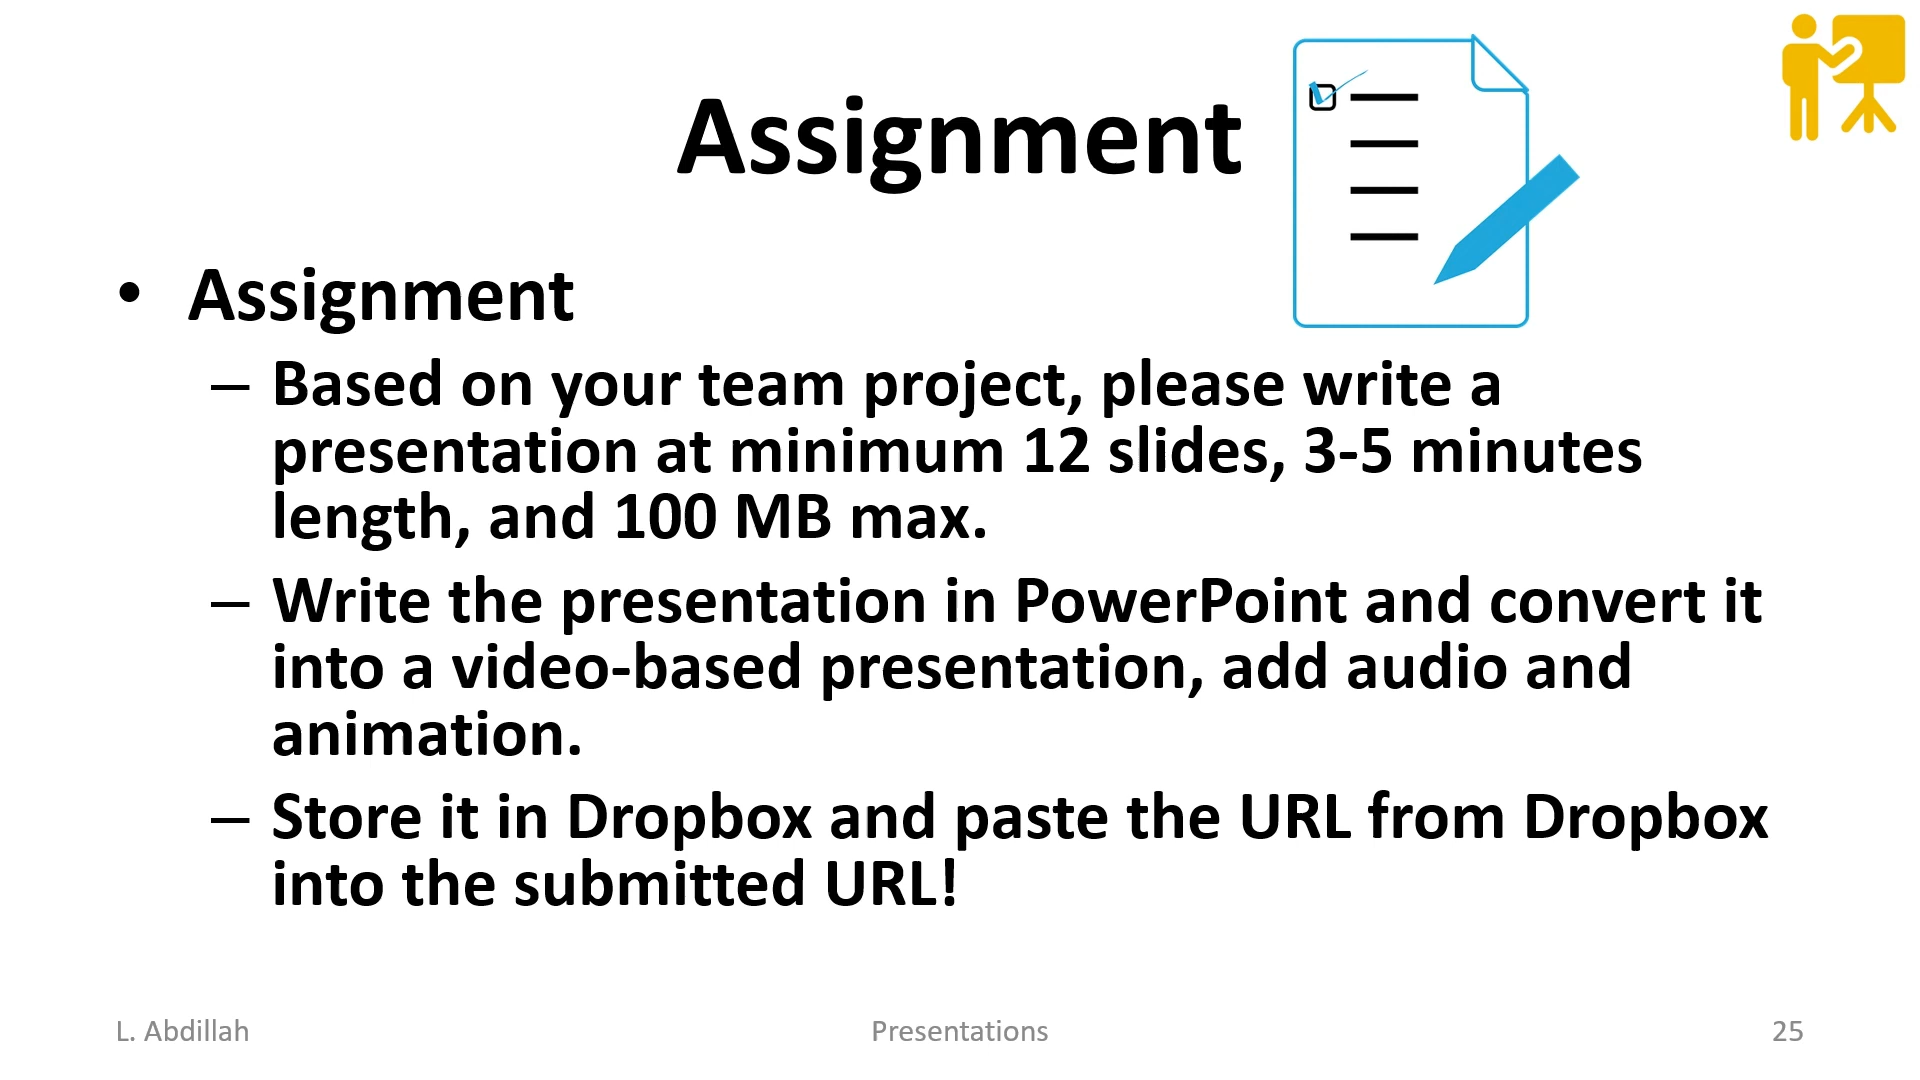 Assignment
• Assignment
– Based on your team project, please write a
presentation at minimum 12 slides, 3-5 minutes
length, and 100 MB max.
– Write the presentation in PowerPoint and convert it
into a video-based presentation, add audio and
animation.
– Store it in Dropbox and paste the URL from Dropbox
into the submitted URL!
L. Abdillah
Presentations
25